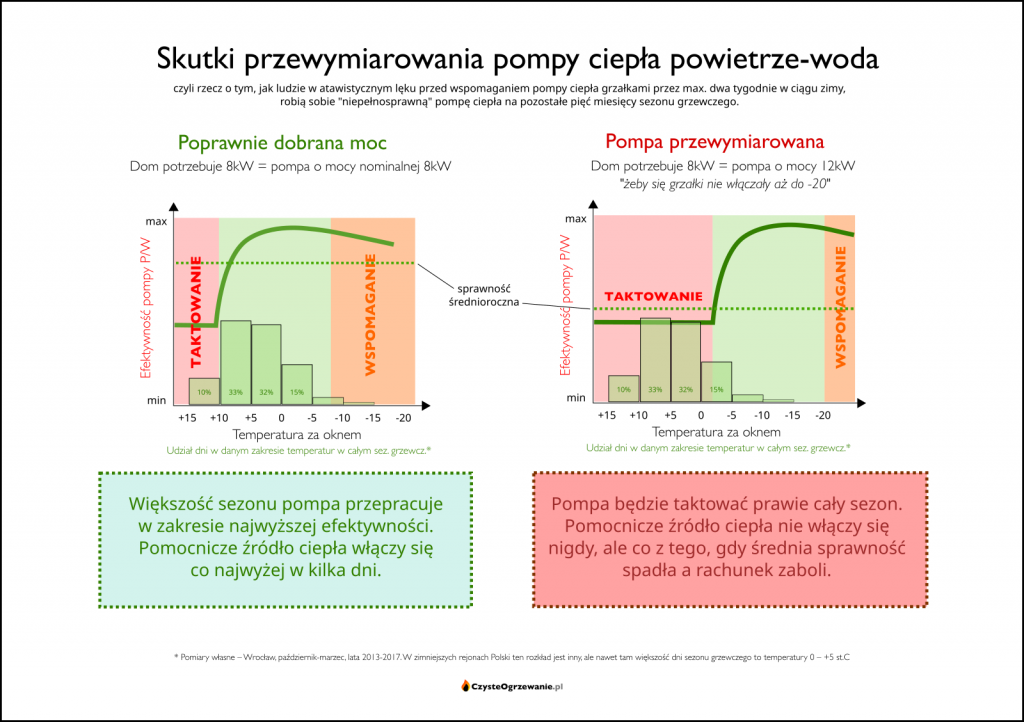 Skutki przewymiarowania pompy ciepła powietrze-woda
czyli rzecz o tym, jak ludzie w atawistycznym lęku przed wspomaganiem pompy ciepła grzałkami przez max. dwa tygodnie w ciągu zimy,
robią sobie "niepełnosprawną" pompę ciepła na pozostałe pięć miesięcy sezonu grzewczego.
Poprawnie dobrana moc
Dom potrzebuje 8kW = pompa o mocy nominalnej 8kW
max
Efektywność pompy P/W
TAKTOWANIE
WSPOMAGANIE
10%
33%
32%
15%
min
+15
+10
+5
0
-5
-10
-15
-20
Temperatura za oknem
Udział dni w danym zakresie temperatur w całym sez. grzewcz.*
sprawność
średnioroczna
Pompa przewymiarowana
Dom potrzebuje 8kW = pompa o mocy 12kW
"żeby się grzałki nie włączały aż do -20"
max
Efektywność pompy P/W
TAKTOWANIE
WSPOMAGANIE
10%
33%
32%
15%
min
+15
+10
+5
0
-5
-10
-15
-20
Temperatura za oknem
Udział dni w danym zakresie temperatur w całym sez. grzewcz.*
Większość sezonu pompa przepracuje
w zakresie najwyższej efektywności.
Pomocnicze źródło ciepła włączy się
co najwyżej w kilka dni.
Pompa będzie taktować prawie cały sezon.
Pomocnicze źródło ciepła nie włączy się
nigdy, ale co z tego, gdy średnia sprawność
spadła a rachunek zaboli.
* Pomiary własne – Wrocław, październik-marzec, lata 2013-2017. W zimniejszych rejonach Polski ten rozkład jest inny, ale nawet tam większość dni sezonu grzewczego to temperatury 0 – +5 st.C
CzysteOgrzewanie.pl